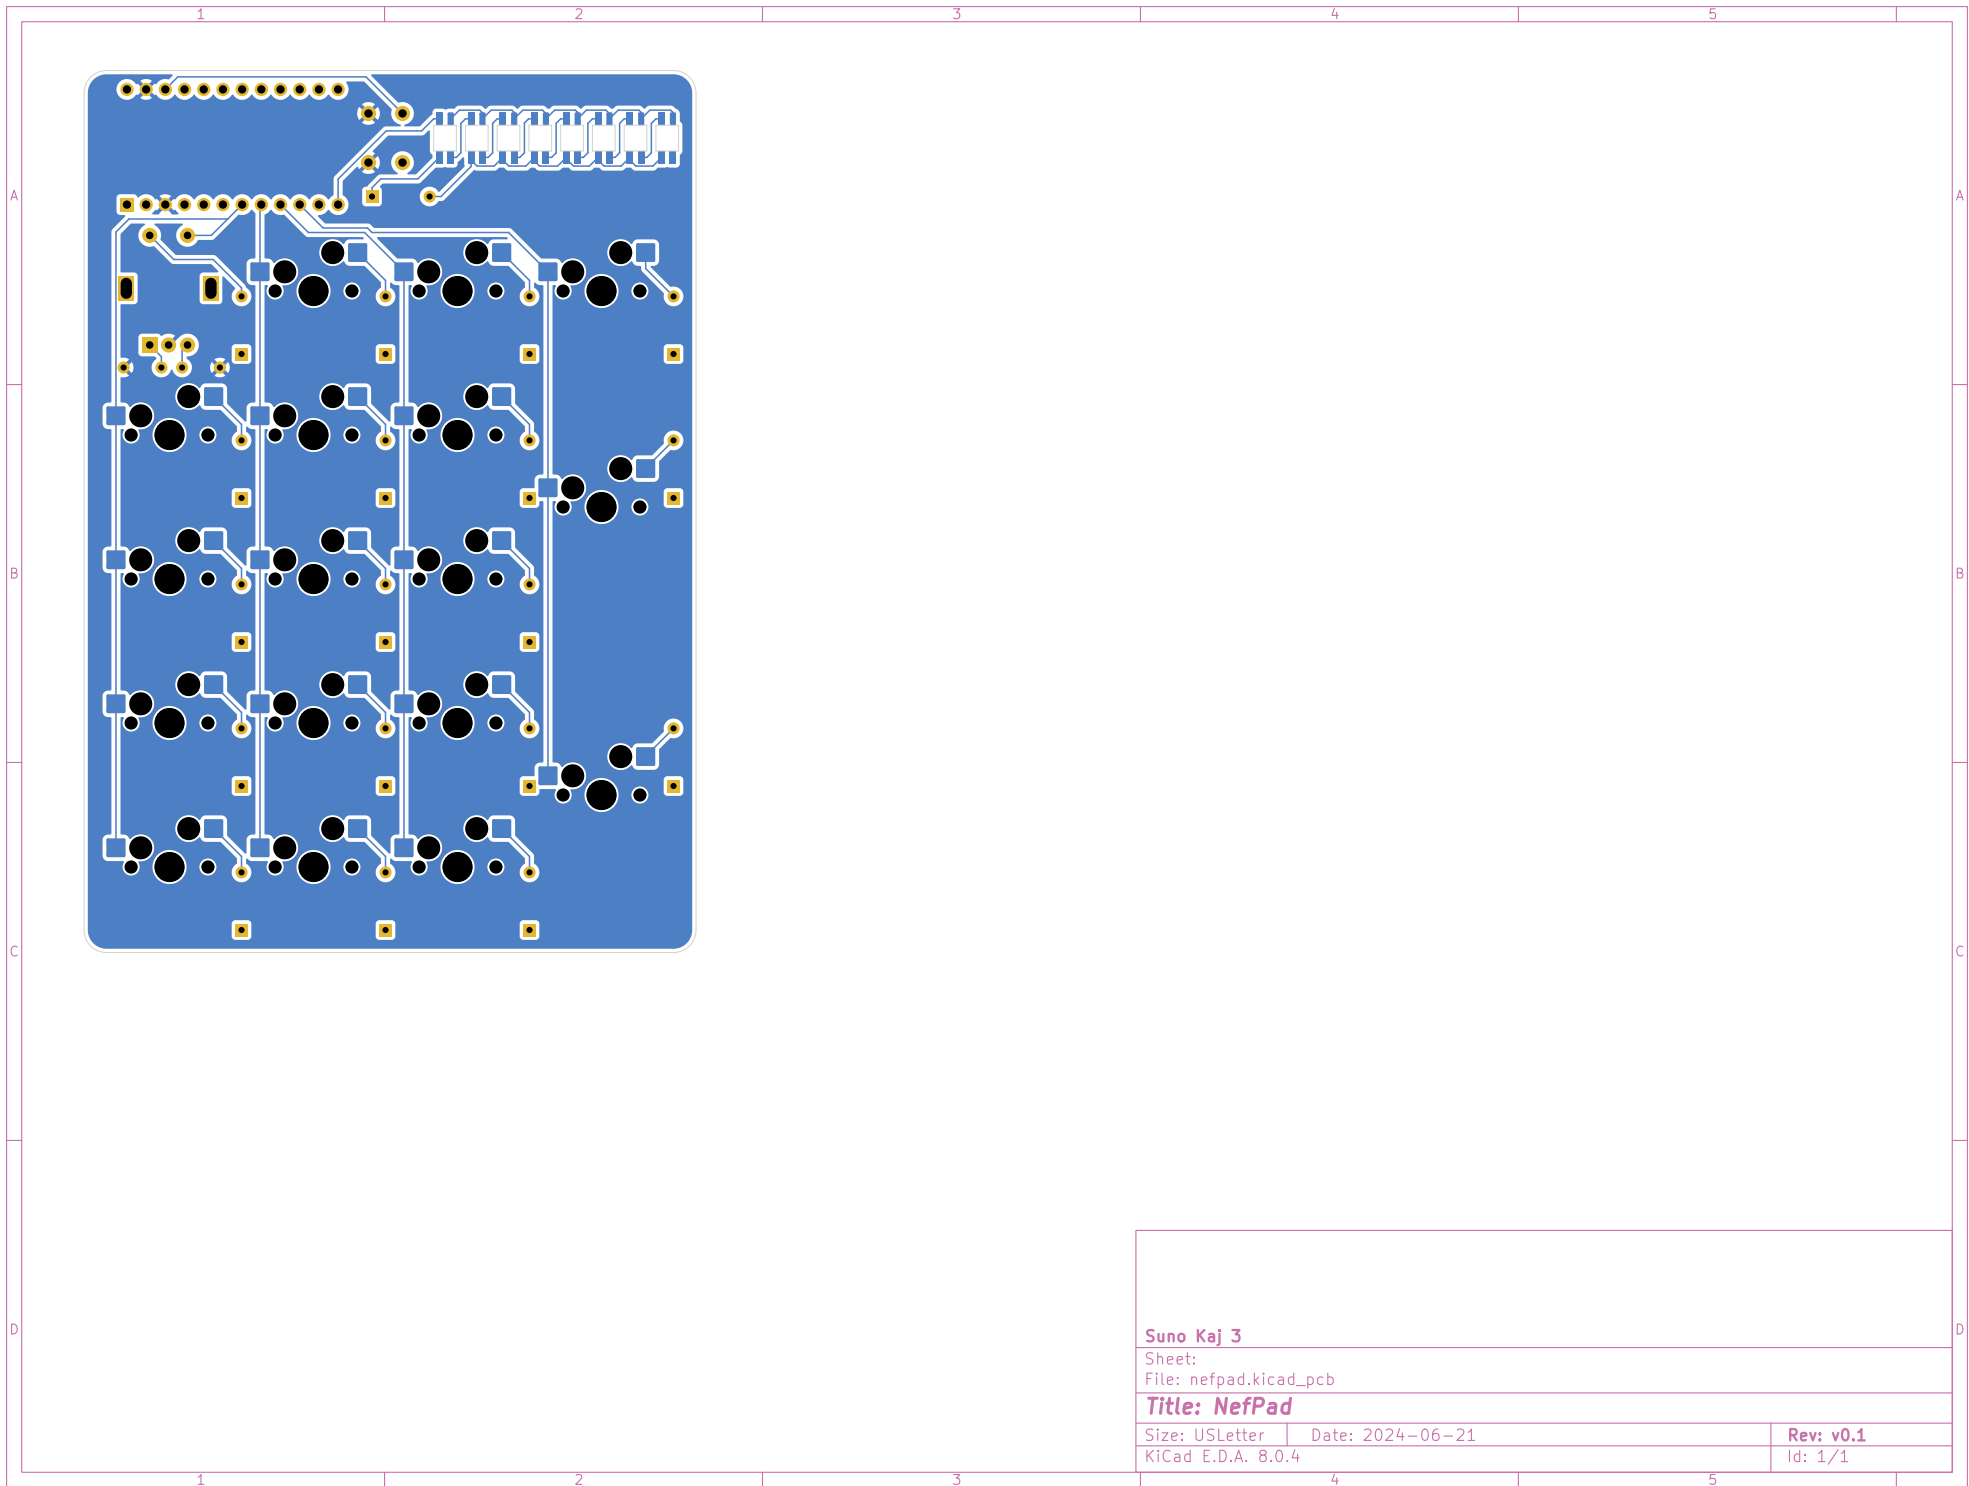 1 2 3 4 5
A A
B B
C C
D D
Suno Kaj 3
Sheet:
File: nefpad.kicad_pcb
Title: NefPad
Size: USLetter Date: 2024-06-21 Rev: v0.1
KiCad E.D.A. 8.0.4 Id: 1/1
1 2 3 4 5